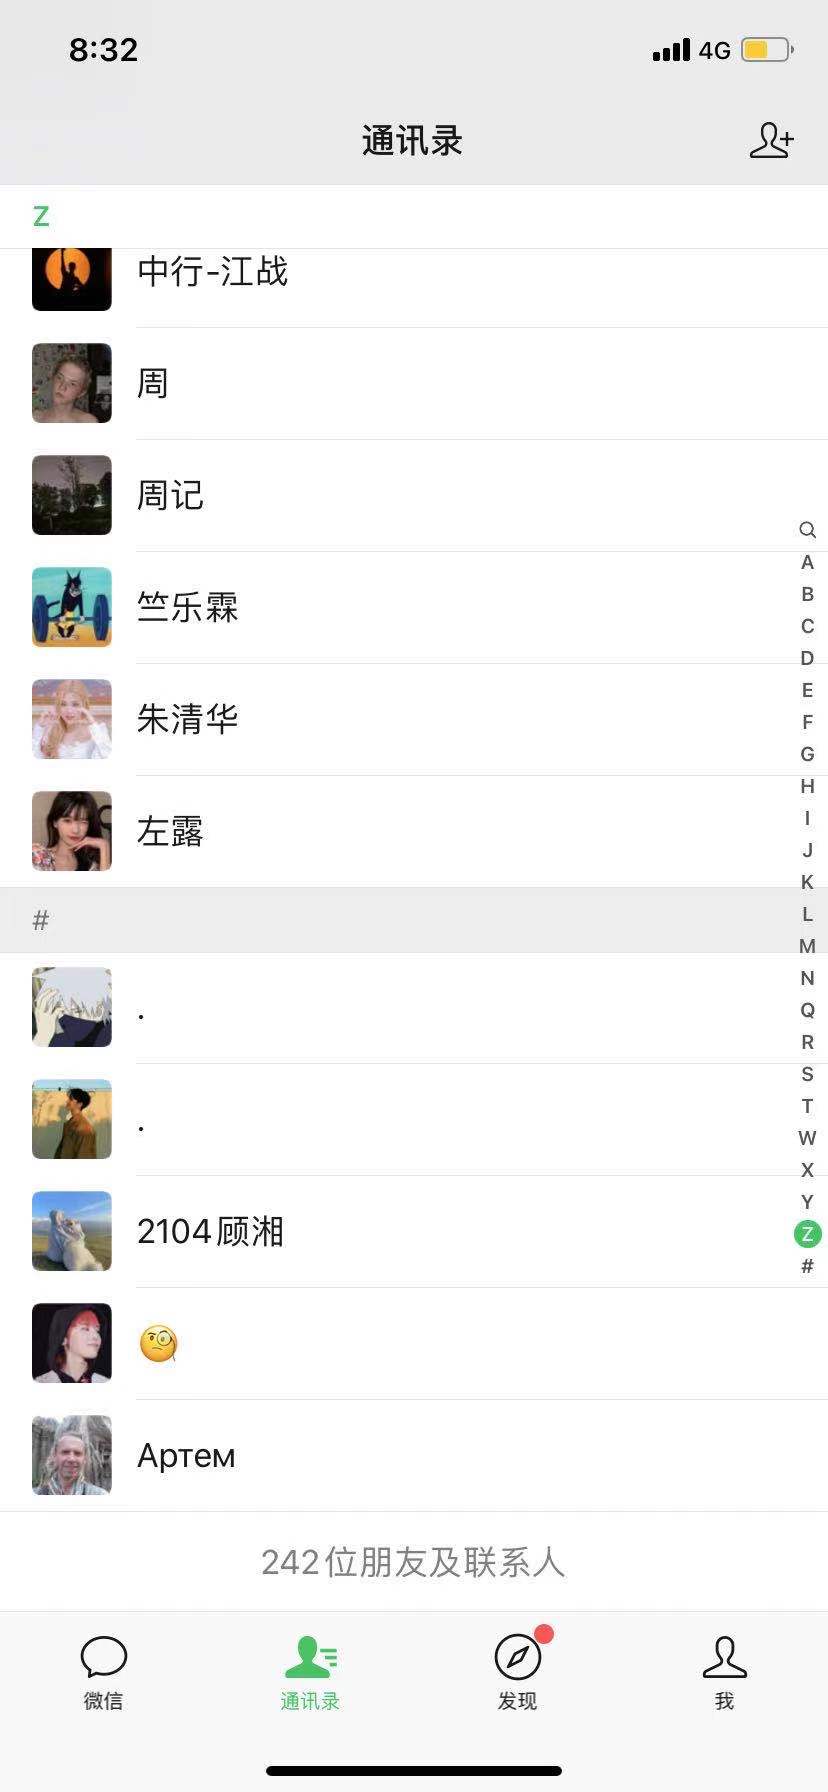 8:32
4G
通讯录
Z
中行-江战
周
周记
竺乐霖
朱清华
左露
#
.
.
2104顾湘
🧐
Артем
A
B
C
D
E
F
G
H
I
J
K
L
M
N
Q
R
S
T
W
X
Y
Z
#
242位朋友及联系人
微信
通讯录
发现
我